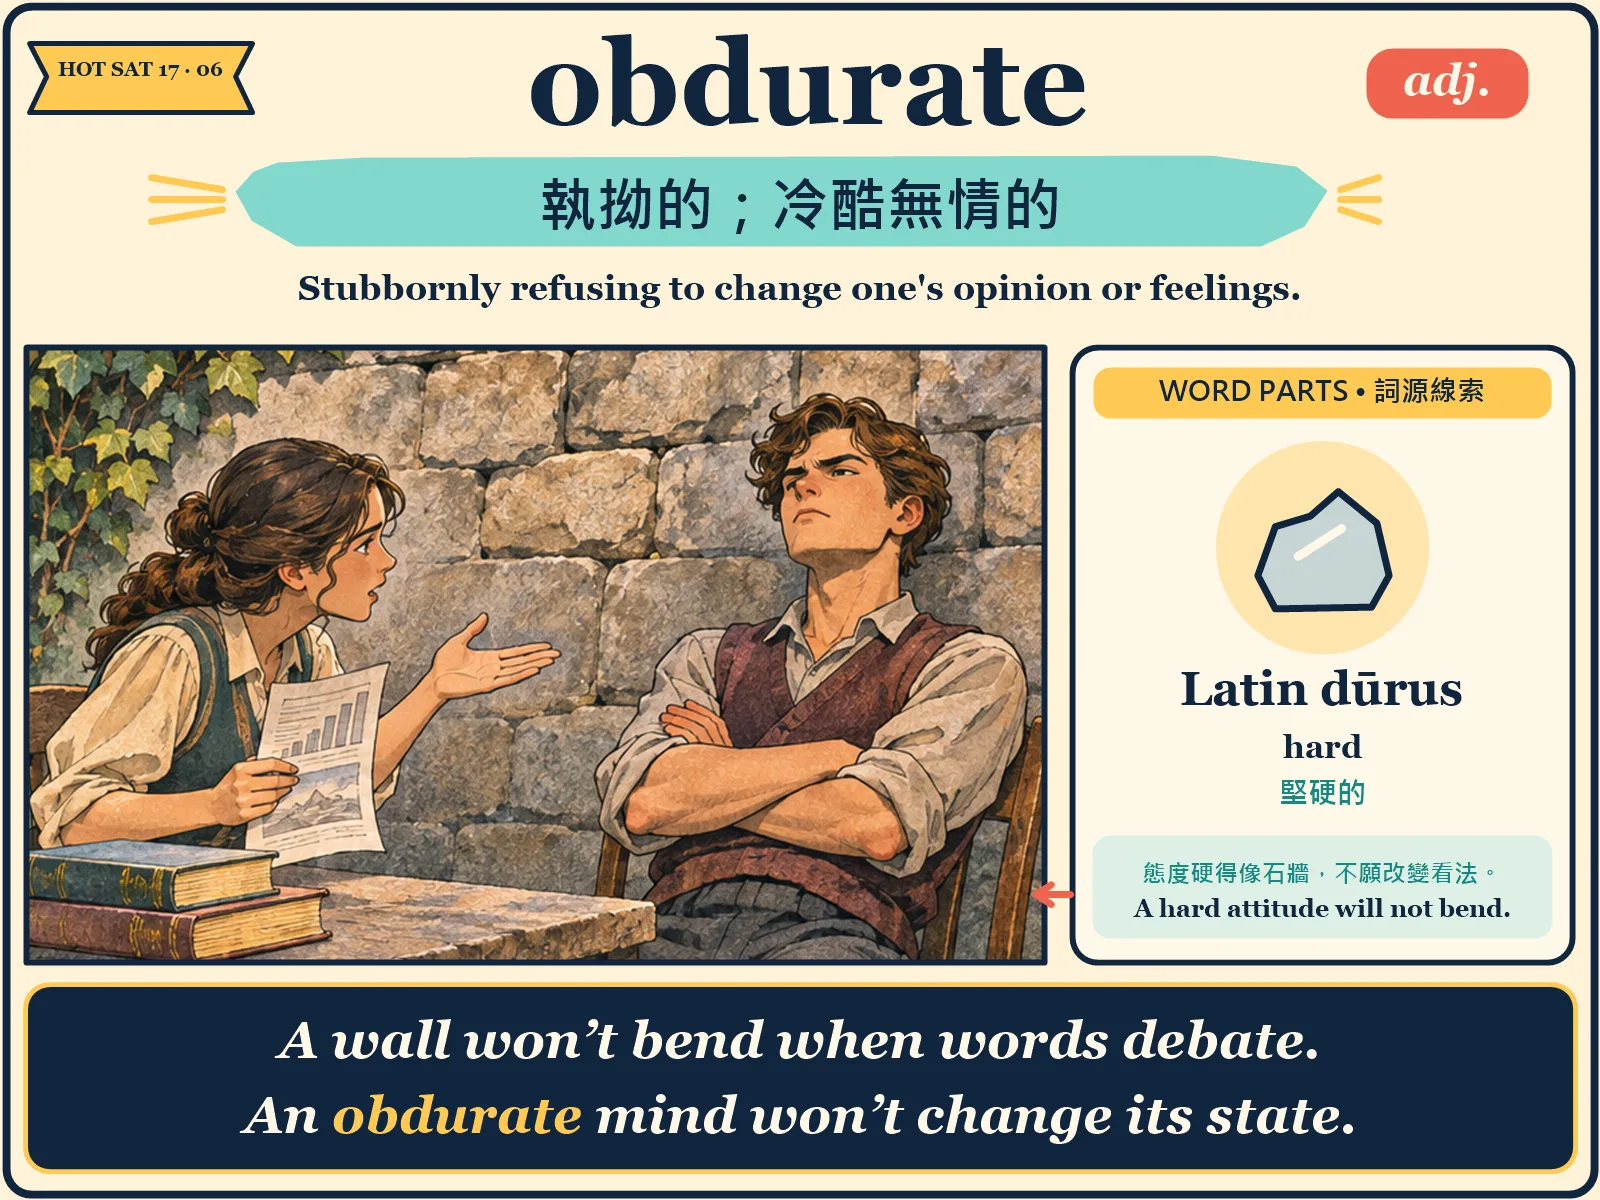 HOT SAT 17 · 06
obdurate
adj.
執拗的；冷酷無情的
Stubbornly refusing to change one's opinion or feelings.
WORD PARTS • 詞源線索
Latin dūrus
hard
堅硬的
態度硬得像石牆，不願改變看法。
A hard attitude will not bend.
A wall won’t bend when words debate.
An obdurate mind won’t change its state.